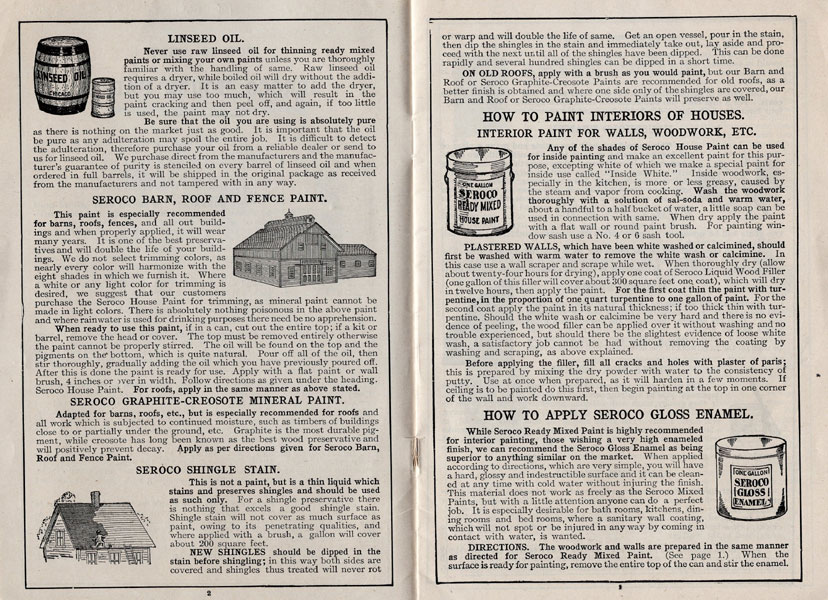 LINSEED OIL.
Never use raw linseed oil for thinning ready mixed
paints or mixing your own paints unless you are thoroughly
familiar with the handling of same. Raw linseed oil
requires a dryer, while boiled oil will dry without the addi-
tion of a dryer. It is an easy matter to add the dryer,
but you may use too much, which will result in the
paint cracking and then peel off, and again, if too little
is used, the paint may not dry.
Be sure that the oil you are using is absolutely pure
as there is nothing on the market just as good. It is important that the oil
be pure as any adulteration may spoil the entire job. It is difficult to detect
the adulteration, therefore purchase your oil from a reliable dealer or send to
us for linseed oil. We purchase direct from the manufacturers and the manufac-
turer's guarantee of purity is stenciled on every barrel of linseed oil and when
ordered in full barrels, it will be shipped in the original package as received
from the manufacturers and not tampered with in any way.
LINSEED OIL
SEROCO BARN, ROOF AND FENCE PAINT.
This paint is especially recommended
for barns, roofs, fences, and all out build-
ings and when properly applied, it will wear
many years. It is one of the best preserva-
tives and will double the life of your build-
ings. We do not select trimming colors, as
nearly every color will harmonize with the
eight shades in which we furnish it. Where
a white or any light color for trimming is
desired, we suggest that our customers
purchase the Seroco House Paint for trimming, as mineral paint cannot be
made in light colors. There is absolutely nothing poisonous in the above paint
and where rainwater is used for drinking purposes there need be no apprehension.
When ready to use this paint, if in a can, cut out the entire top; if a kit or
barrel, remove the head or cover. The top must be removed entirely otherwise
the paint cannot be properly stirred. The oil will be found on the top and the
pigments on the bottom, which is quite natural. Pour off all of the oil, then
stir thoroughly, gradually adding the oil which you have previously poured off.
After this is done the paint is ready for use. Apply with a flat paint or wall
brush, 4 inches or over in width. Follow directions as given under the heading.
Seroco House Paint. For roofs, apply in the same manner as above stated.
SEROCO GRAPHITE-CREOSOTE MINERAL PAINT.
Adapted for barns, roofs, etc., but is especially recommended for roofs and
all work which is subjected to continued moisture, such as timbers of buildings
close to or partially under the ground, etc. Graphite is the most durable pig-
ment, while creosote has long been known as the best wood preservative and
will positively prevent decay. Apply as per directions given for Seroco Barn,
Roof and Fence Paint.
SEROCO SHINGLE STAIN.
This is not a paint, but is a thin liquid which
stains and preserves shingles and should be used
as such only. For a shingle preservative there
is nothing that excels a good shingle stain.
Shingle stain will not cover as much surface as
paint, owing to its penetrating qualities, and
where applied with a brush, a gallon will cover
about 200 square feet.
NEW SHINGLES should be dipped in the
stain before shingling; in this way both sides are
covered and shingles thus treated will never rot
2
or warp and will double the life of same. Get an open vessel, pour in the stain,
then dip the shingles in the stain and immediately take out, lay aside and pro-
ceed with the next until all of the shingles have been dipped. This can be done
rapidly and several hundred shingles can be dipped in a short time.
ON OLD ROOFS, apply with a brush as you would paint, but our Barn and
Roof or Seroco Graphite-Creosote Paints are recommended for old roofs, as a
better finish is obtained and where one side only of the shingles are covered, our
Barn and Roof or Seroco Graphite-Creosote Paints will preserve as well.
HOW TO PAINT INTERIORS OF HOUSES.
INTERIOR PAINT FOR WALLS, WOODWORK, ETC.
Any of the shades of Seroco House Paint can be used
for inside painting and make an excellent paint for this pur-
pose, excepting white of which we make a special paint for
inside use called "Inside White." Inside woodwork, es-
pecially in the kitchen, is more or less greasy, caused by
the steam and vapor from cooking. Wash the woodwork
thoroughly with a solution of sal-soda and warm water,
about a handful to half bucket of water, a little soap can be
used in connection with same. When dry apply the paint
with a flat wall or round paint brush. For painting win-
dow sash use a No. 4 or 6 sash tool.
ONE GALLON
SEROCO
READY MIXED
HOUSE PAINT
PLASTERED WALLS, which have been white washed or calcimined, should
first be washed with warm water to remove the white wash or calcimine. In
this case use a wall scraper and scrape while wet. When thoroughly dry (allow
about twenty-four hours for drying), apply one coat of Seroco Liquid Wood Filler
(one gallon of this filler will cover about 300 square feet one coat), which will dry
in twelve hours, then apply the paint. For the first coat thin the paint with tur-
pentine, in the proportion of one quart turpentine to one gallon of paint. For the
second coat apply the paint in its natural thickness; if too thick thin with tur-
pentine. Should the white wash or calcimine be very hard and there is no evi-
dence of peeling, the wood filler can be applied over it without washing and no
trouble experienced, but should there be the slightest evidence of loose white
wash, a satisfactory job cannot be had without removing the coating by
washing and scraping, as above explained.
Before applying the filler, fill all cracks and holes with plaster of paris;
this is prepared by mixing the dry powder with water to the consistency of
putty. Use at once when prepared, as it will harden in a few moments. If
ceiling is to be painted do this first, then begin painting at the top in one corner
of the wall and work downward.
HOW TO APPLY SEROCO GLOSS ENAMEL.
While Seroco Ready Mixed Paint is highly recommended
for interior painting, those wishing a very high enameled
finish, we can recommend the Seroco Gloss Enamel as being
superior to anything similar on the market. When applied
according to directions, which are very simple, you will have
a hard, glossy and indestructible surface and it can be clean-
ed at any time with cold water without injuring the finish.
This material does not work as freely as the Seroco Mixed
Paints, but with a little attention anyone can do a perfect
job. It is especially desirable for bath rooms, kitchens, din-
ing rooms and bed rooms, where a sanitary wall coating,
which will not spot or be injured in any way by coming in
contact with water, is wanted.
ONE GALLON
SEROCO
GLOSS
ENAMEL
DIRECTIONS. The woodwork and walls are prepared in the same manner
as directed for Seroco Ready Mixed Paint. (See page 1.) When the
surface is ready for painting, remove the entire top of the can and stir the enamel.
3